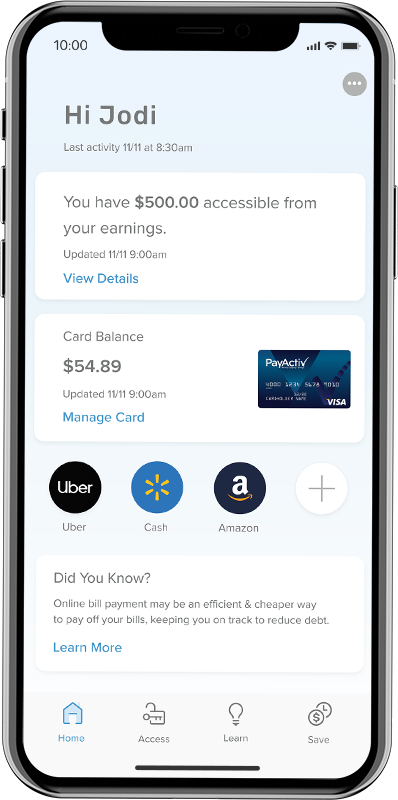 10:00
Hi Jodi
Last activity 11/11 at 8:30am
You have $500.00 accessible from
your earnings.
Updated 11/11 9:00am
View Details
Card Balance
$54.89
Updated 11/11 9:00am
Manage Card
PayActiv
4000 1234 5678 9010
CARDHOLDER NAME
VISA
Uber
Uber
Cash
a
Amazon
Did You Know?
Online bill payment may be an efficient & cheaper way
to pay off your bills, keeping you on track to reduce debt.
Learn More
Home
Access
Learn
Save